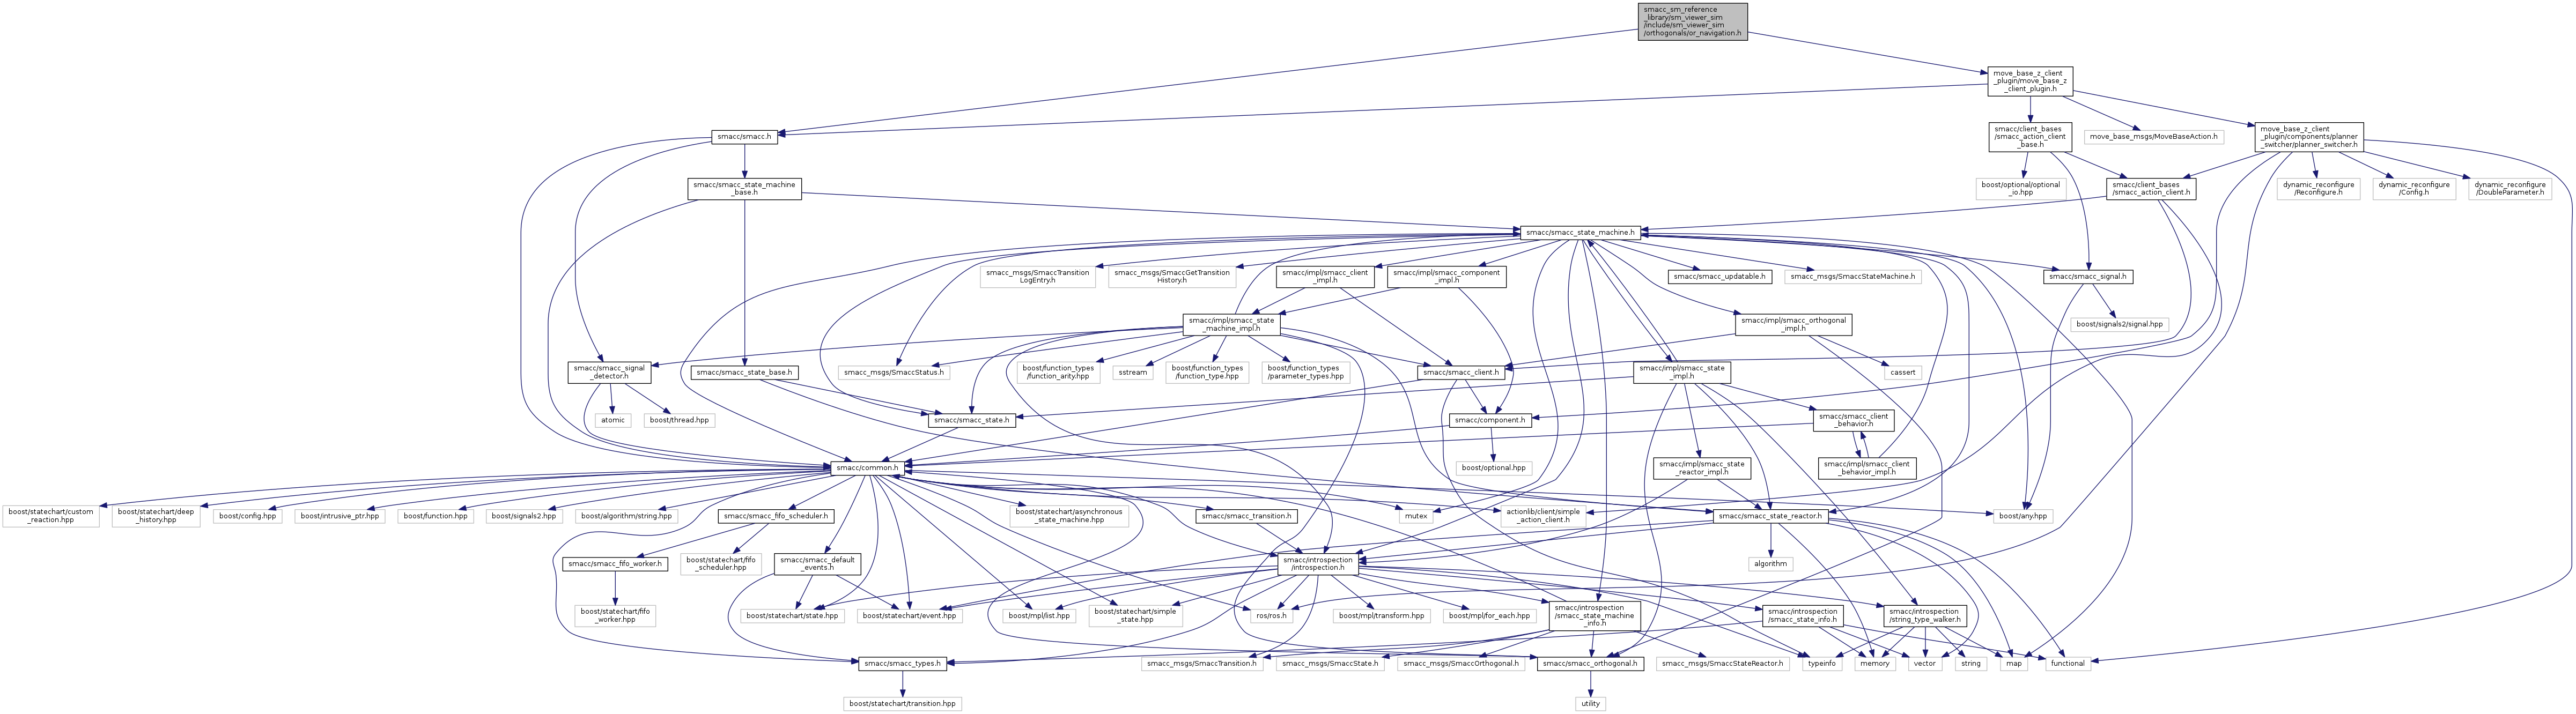 smacc_sm_reference
_library/sm_viewer_sim
/include/sm_viewer_sim
/orthogonals/or_navigation.h
move_base_z_client
_plugin/move_base_z
_client_plugin.h
smacc/smacc.h
smacc/client_bases
/smacc_action_client
_base.h
move_base_msgs/MoveBaseAction.h
move_base_z_client
_plugin/components/planner
_switcher/planner_switcher.h
smacc/smacc_state_machine
_base.h
boost/optional/optional
_io.hpp
smacc/client_bases
/smacc_action_client.h
dynamic_reconfigure
/Reconfigure.h
dynamic_reconfigure
/Config.h
dynamic_reconfigure
/DoubleParameter.h
smacc/smacc_state_machine.h
smacc_msgs/SmaccTransition
LogEntry.h
smacc_msgs/SmaccGetTransition
History.h
smacc/impl/smacc_client
_impl.h
smacc/impl/smacc_component
_impl.h
smacc/smacc_updatable.h
smacc_msgs/SmaccStateMachine.h
smacc/smacc_signal.h
smacc/impl/smacc_state
_machine_impl.h
smacc/impl/smacc_orthogonal
_impl.h
boost/signals2/signal.hpp
smacc/smacc_signal
_detector.h
smacc/smacc_state_base.h
smacc_msgs/SmaccStatus.h
boost/function_types
/function_arity.hpp
sstream
boost/function_types
/function_type.hpp
boost/function_types
/parameter_types.hpp
smacc/smacc_client.h
smacc/impl/smacc_state
_impl.h
cassert
atomic
boost/thread.hpp
smacc/smacc_state.h
smacc/component.h
smacc/smacc_client
_behavior.h
smacc/common.h
boost/optional.hpp
smacc/impl/smacc_state
_reactor_impl.h
smacc/impl/smacc_client
_behavior_impl.h
boost/statechart/custom
_reaction.hpp
boost/statechart/deep
_history.hpp
boost/config.hpp
boost/intrusive_ptr.hpp
boost/function.hpp
boost/signals2.hpp
boost/algorithm/string.hpp
smacc/smacc_fifo_scheduler.h
boost/statechart/asynchronous
_state_machine.hpp
smacc/smacc_transition.h
mutex
actionlib/client/simple
_action_client.h
smacc/smacc_state_reactor.h
boost/any.hpp
smacc/smacc_fifo_worker.h
boost/statechart/fifo
_scheduler.hpp
smacc/smacc_default
_events.h
smacc/introspection
/introspection.h
algorithm
boost/statechart/fifo
_worker.hpp
boost/statechart/state.hpp
boost/statechart/event.hpp
boost/mpl/list.hpp
boost/statechart/simple
_state.hpp
ros/ros.h
boost/mpl/transform.hpp
boost/mpl/for_each.hpp
smacc/introspection
/smacc_state_machine
_info.h
smacc/introspection
/smacc_state_info.h
smacc/introspection
/string_type_walker.h
smacc/smacc_types.h
smacc_msgs/SmaccTransition.h
smacc_msgs/SmaccState.h
smacc_msgs/SmaccOrthogonal.h
smacc/smacc_orthogonal.h
smacc_msgs/SmaccStateReactor.h
typeinfo
memory
vector
string
map
functional
boost/statechart/transition.hpp
utility